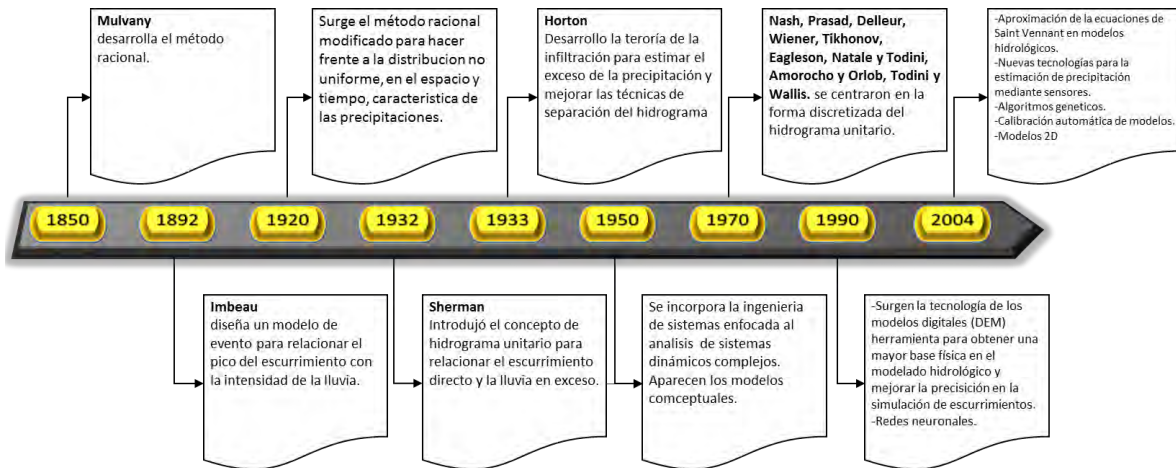 Mulvany
desarrolla el método
racional.
Surge el método racional
modificado para hacer
frente a la distribucion no
uniforme, en el espacio y
tiempo, caracteristica de
las precipitaciones.
Horton
Desarrollo la teroría de la
infiltración para estimar el
exceso de la precipitación y
mejorar las técnicas de
separación del hidrograma
Nash, Prasad, Delleur,
Wiener, Tikhonov,
Eagleson, Natale y Todini,
Amorocho y Orlob, Todini y
Wallis. se centraron en la
forma discretizada del
hidrograma unitario.
-Aproximación de la ecuaciones de
Saint Vennant en modelos
hidrológicos.
-Nuevas tecnologías para la
estimación de precipitación
mediante sensores.
-Algoritmos geneticos.
-Calibración automática de modelos.
-Modelos 2D
1850
1892
1920
1932
1933
1950
1970
1990
2004
Imbeau
diseña un modelo de
evento para relacionar el
pico del escurrimiento con
la intensidad de la lluvia.
Sherman
Introdujó el concepto de
hidrograma unitario para
relacionar el escurrimiento
directo y la lluvia en exceso.
Se incorpora la ingenieria
de sistemas enfocada al
analisis de sistemas
dinámicos complejos.
Aparecen los modelos
comceptuales.
-Surgen la tecnología de los
modelos digitales (DEM)
herramienta para obtener una
mayor base física en el
modelado hidrológico y
mejorar la precisición en la
simulación de escurrimientos.
-Redes neuronales.